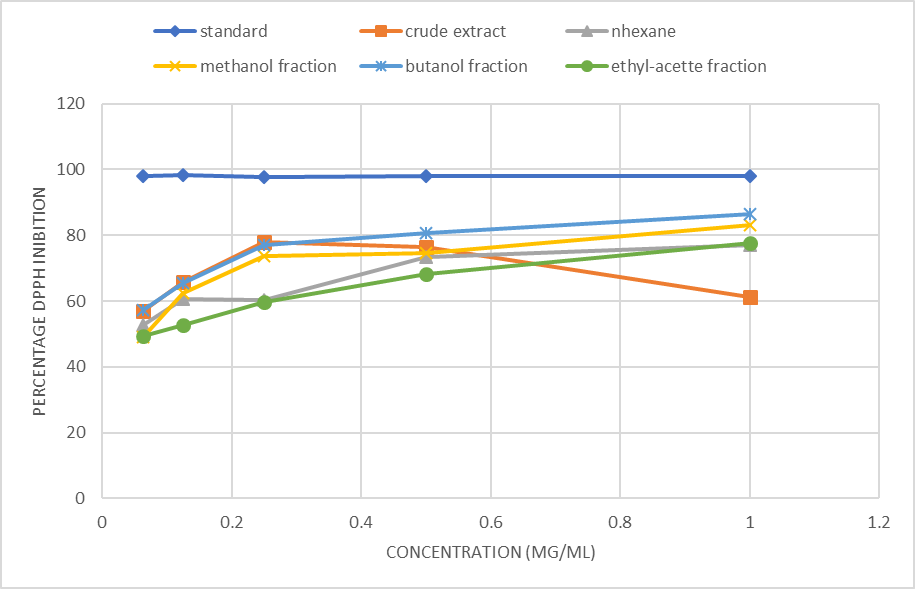 standard crude extract nhexane
methanol fraction butanol fraction ethyl-acette fraction
120
100
80
60
40
20
0
PERCENTAGE DPPH INIBITION
0 0.2 0.4 0.6 0.8 1 1.2
CONCENTRATION (MG/ML)